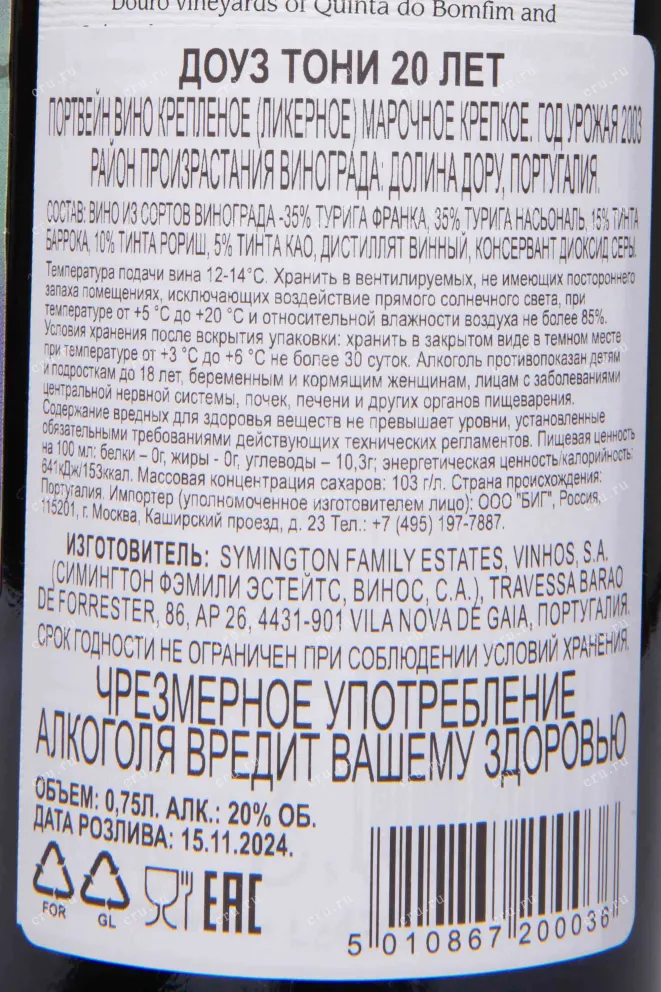 Douro vineyards of Quinta do Bomfim and
ДОУЗ ТОНИ 20 ЛЕТ
ПОРТВЕЙН ВИНО КРЕПЛЕНОЕ (ЛИКЕРНОЕ) МАРОЧНОЕ КРЕПКОЕ. ГОД УРОЖАЯ 2003
РАЙОН ПРОИЗРАСТАНИЯ ВИНОГРАДА: ДОЛИНА ДОРУ, ПОРТУГАЛИЯ.
СОСТАВ: ВИНО ИЗ СОРТОВ ВИНОГРАДА -35% ТУРИГА ФРАНКА, 35% ТУРИГА НАСЬОНАЛЬ, 15% ТИНТА
БАРРОКА, 10% ТИНТА РОРИШ, 5% ТИНТА КАО, ДИСТИЛЛЯТ ВИННЫЙ, КОНСЕРВАНТ ДИОКСИД СЕРЫ.
Температура подачи вина 12-14°С. Хранить в вентилируемых, не имеющих постороннего
запаха помещениях, исключающих воздействие прямого солнечного света, при
температуре от +5 °С до +20 °С и относительной влажности воздуха не более 85%.
Условия хранения после вскрытия упаковки: хранить в закрытом виде в темном месте
при температуре от +3 °С до +6 °С не более 30 суток. Алкоголь противопоказан детям
и подросткам до 18 лет, беременным и кормящим женщинам, лицам с заболеваниями
центральной нервной системы, почек, печени и других органов пищеварения.
Содержание вредных для здоровья веществ не превышает уровни, установленные
обязательными требованиями действующих технических регламентов. Пищевая ценность
на 100 мл: белки – 0г, жиры - 0г, углеводы – 10,3г; энергетическая ценность/калорийность:
641кДж/153ккал. Массовая концентрация сахаров: 103 г/л. Страна происхождения:
Португалия. Импортер (уполномоченное изготовителем лицо): ООО "БИГ", Россия,
115201, г. Москва, Каширский проезд, д. 23 Тел.: +7 (495) 197-7887.
ИЗГОТОВИТЕЛЬ: SYMINGTON FAMILY ESTATES, VINHOS, S.A.
(СИМИНГТОН ФЭМИЛИ ЭСТЕЙТС, ВИНОС, С.А.), TRAVESSA BARAO
DE FORRESTER, 86, AP 26, 4431-901 VILA NOVA DE GAIA, ПОРТУГАЛИЯ.
СРОК ГОДНОСТИ НЕ ОГРАНИЧЕН ПРИ СОБЛЮДЕНИИ УСЛОВИЙ ХРАНЕНИЯ.
ЧРЕЗМЕРНОЕ УПОТРЕБЛЕНИЕ
АЛКОГОЛЯ ВРЕДИТ ВАШЕМУ ЗДОРОВЬЮ
ОБЪЕМ: 0,75Л. АЛК.: 20% ОБ.
ДАТА РОЗЛИВА: 15.11.2024.
FOR GL EAC
5 010867 200036